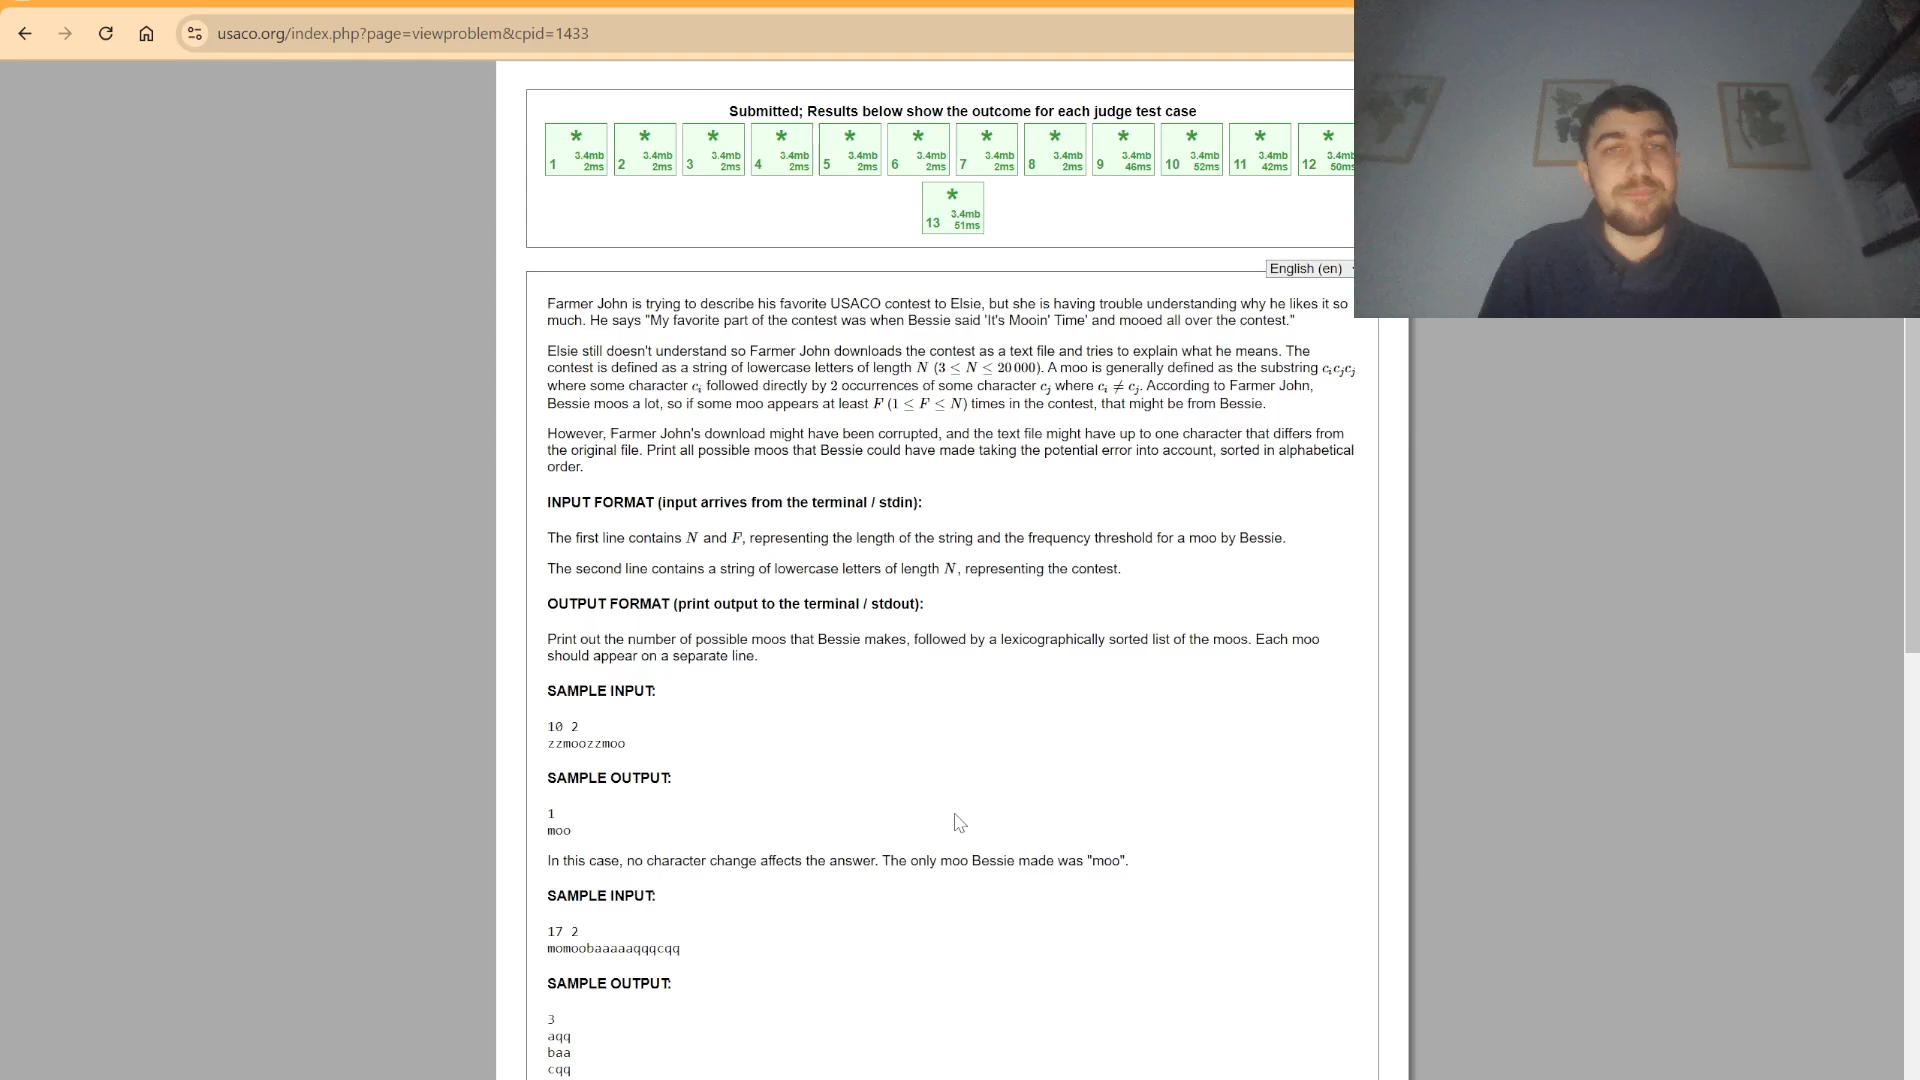 usaco.org/index.php?page=viewproblem&cpid=1433
Submitted; Results below show the outcome for each judge test case
* * * * * * * * * * * *
3.4mb 3.4mb 3.4mb 3.4mb 3.4mb 3.4mb 3.4mb 3.4mb 3.4mb 3.4mb 3.4mb 3.4mb
1 2ms 2 2ms 3 2ms 4 2ms 5 2ms 6 2ms 7 2ms 8 2ms 9 46ms 10 52ms 11 42ms 12 50ms
*
3.4mb
13 51ms
English (en)
Farmer John is trying to describe his favorite USACO contest to Elsie, but she is having trouble understanding why he likes it so
much. He says "My favorite part of the contest was when Bessie said 'It's Mooin' Time' and mooed all over the contest."
Elsie still doesn't understand so Farmer John downloads the contest as a text file and tries to explain what he means. The
contest is defined as a string of lowercase letters of length N (3 ≤ N ≤ 20 000). A moo is generally defined as the substring cᵢcⱼcⱼ
where some character cᵢ followed directly by 2 occurrences of some character cⱼ where cᵢ ≠ cⱼ. According to Farmer John,
Bessie moos a lot, so if some moo appears at least F (1 ≤ F ≤ N) times in the contest, that might be from Bessie.
However, Farmer John's download might have been corrupted, and the text file might have up to one character that differs from
the original file. Print all possible moos that Bessie could have made taking the potential error into account, sorted in alphabetical
order.
INPUT FORMAT (input arrives from the terminal / stdin):
The first line contains N and F, representing the length of the string and the frequency threshold for a moo by Bessie.
The second line contains a string of lowercase letters of length N, representing the contest.
OUTPUT FORMAT (print output to the terminal / stdout):
Print out the number of possible moos that Bessie makes, followed by a lexicographically sorted list of the moos. Each moo
should appear on a separate line.
SAMPLE INPUT:
10 2
zzmoozzmoo
SAMPLE OUTPUT:
1
moo
In this case, no character change affects the answer. The only moo Bessie made was "moo".
SAMPLE INPUT:
17 2
momoobaaaaaqqqcqq
SAMPLE OUTPUT:
3
aqq
baa
cqq